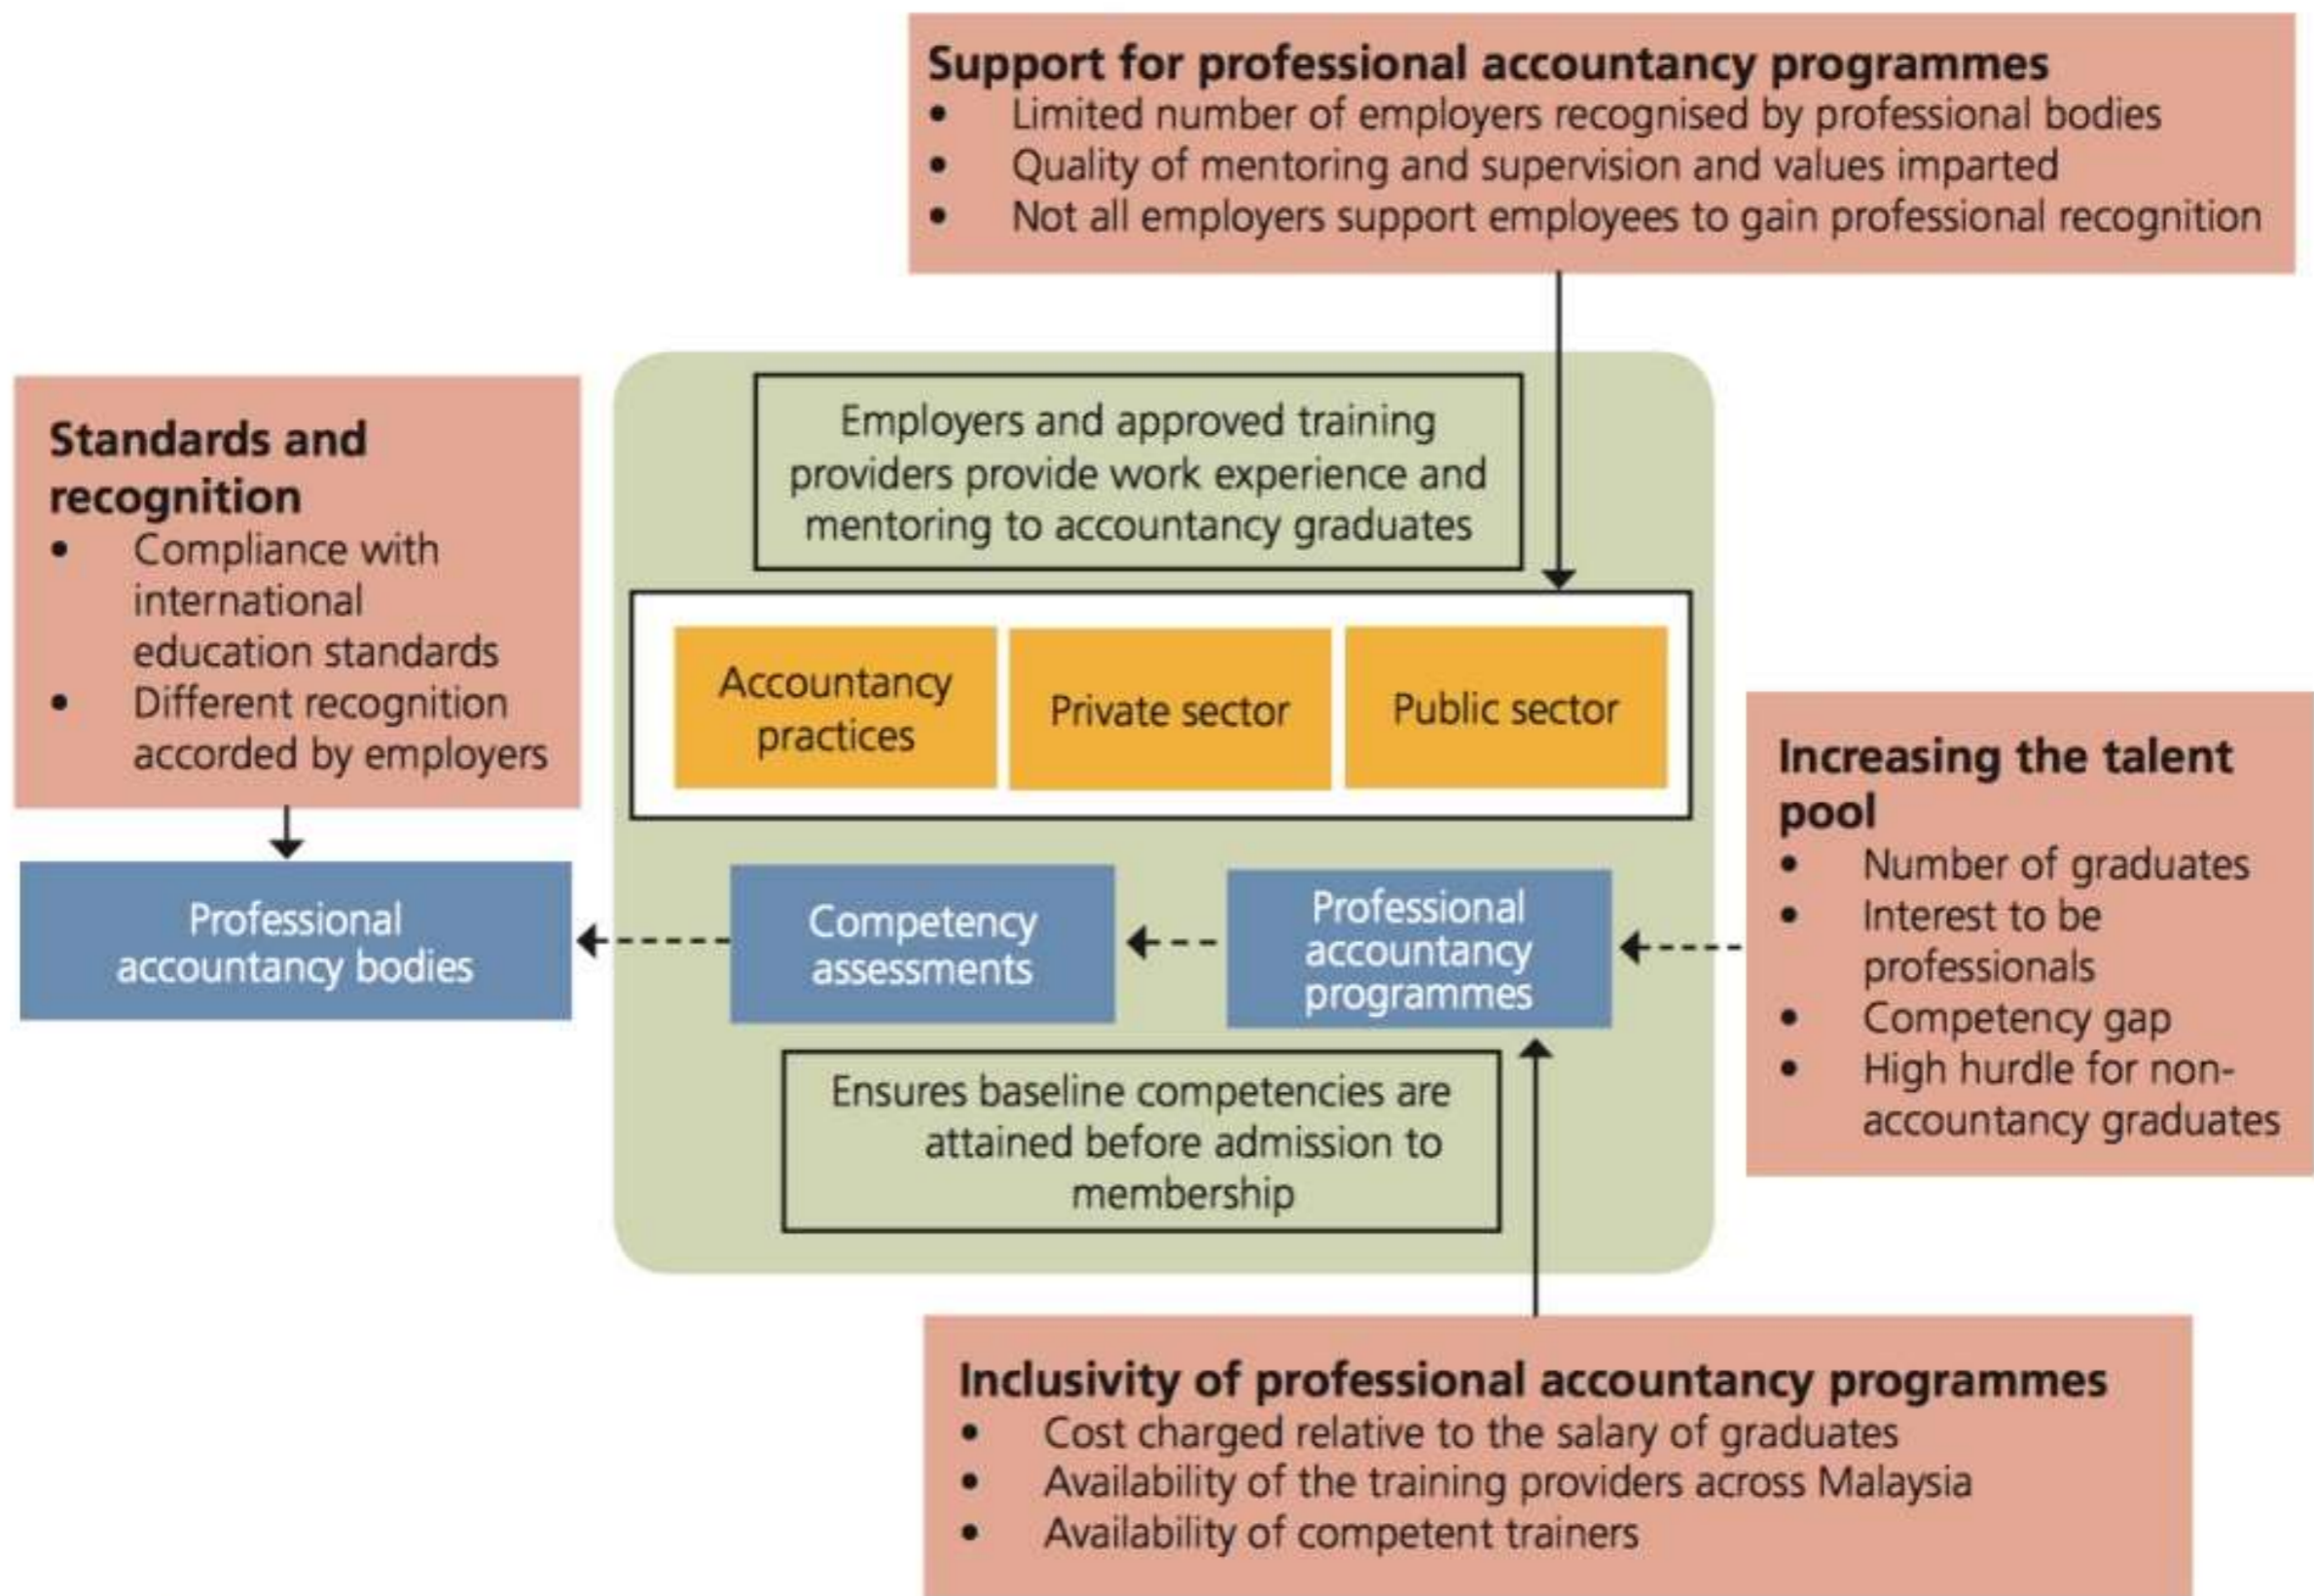 Support for professional accountancy programmes
• Limited number of employers recognised by professional bodies
• Quality of mentoring and supervision and values imparted
• Not all employers support employees to gain professional recognition
Standards and
recognition
• Compliance with
international
education standards
• Different recognition
accorded by employers
Employers and approved training
providers provide work experience and
mentoring to accountancy graduates
Accountancy
practices
Private sector
Public sector
Increasing the talent
pool
• Number of graduates
• Interest to be
professionals
• Competency gap
• High hurdle for non-
accountancy graduates
Professional
accountancy bodies
Competency
assessments
Professional
accountancy
programmes
Ensures baseline competencies are
attained before admission to
membership
Inclusivity of professional accountancy programmes
• Cost charged relative to the salary of graduates
• Availability of the training providers across Malaysia
• Availability of competent trainers